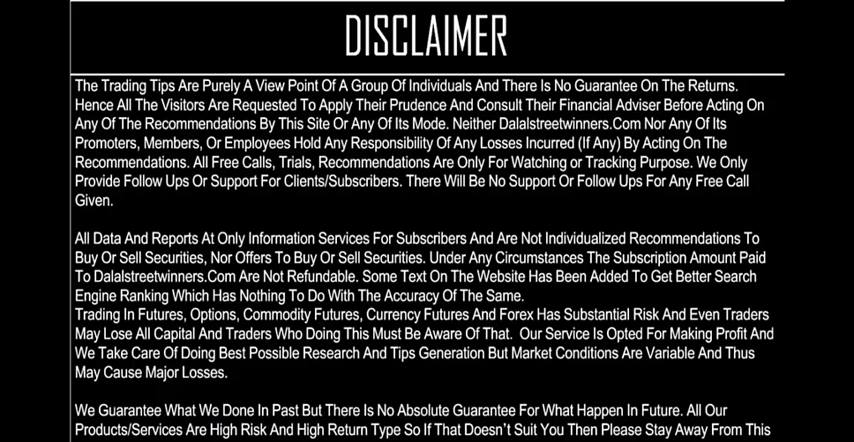 DISCLAIMER
The Trading Tips Are Purely A View Point Of A Group Of Individuals And There Is No Guarantee On The Returns.
Hence All The Visitors Are Requested To Apply Their Prudence And Consult Their Financial Adviser Before Acting On
Any Of The Recommendations By This Site Or Any Of Its Mode. Neither Dalalstreetwinners.Com Nor Any Of Its
Promoters, Members, Or Employees Hold Any Responsibility Of Any Losses Incurred (If Any) By Acting On The
Recommendations. All Free Calls, Trials, Recommendations Are Only For Watching or Tracking Purpose. We Only
Provide Follow Ups Or Support For Clients/Subscribers. There Will Be No Support Or Follow Ups For Any Free Call
Given.
All Data And Reports At Only Information Services For Subscribers And Are Not Individualized Recommendations To
Buy Or Sell Securities, Nor Offers To Buy Or Sell Securities. Under Any Circumstances The Subscription Amount Paid
To Dalalstreetwinners.Com Are Not Refundable. Some Text On The Website Has Been Added To Get Better Search
Engine Ranking Which Has Nothing To Do With The Accuracy Of The Same.
Trading In Futures, Options, Commodity Futures, Currency Futures And Forex Has Substantial Risk And Even Traders
May Lose All Capital And Traders Who Doing This Must Be Aware Of That. Our Service Is Opted For Making Profit And
We Take Care Of Doing Best Possible Research And Tips Generation But Market Conditions Are Variable And Thus
May Cause Major Losses.
We Guarantee What We Done In Past But There Is No Absolute Guarantee For What Happen In Future. All Our
Products/Services Are High Risk And High Return Type So If That Doesn't Suit You Then Please Stay Away From This